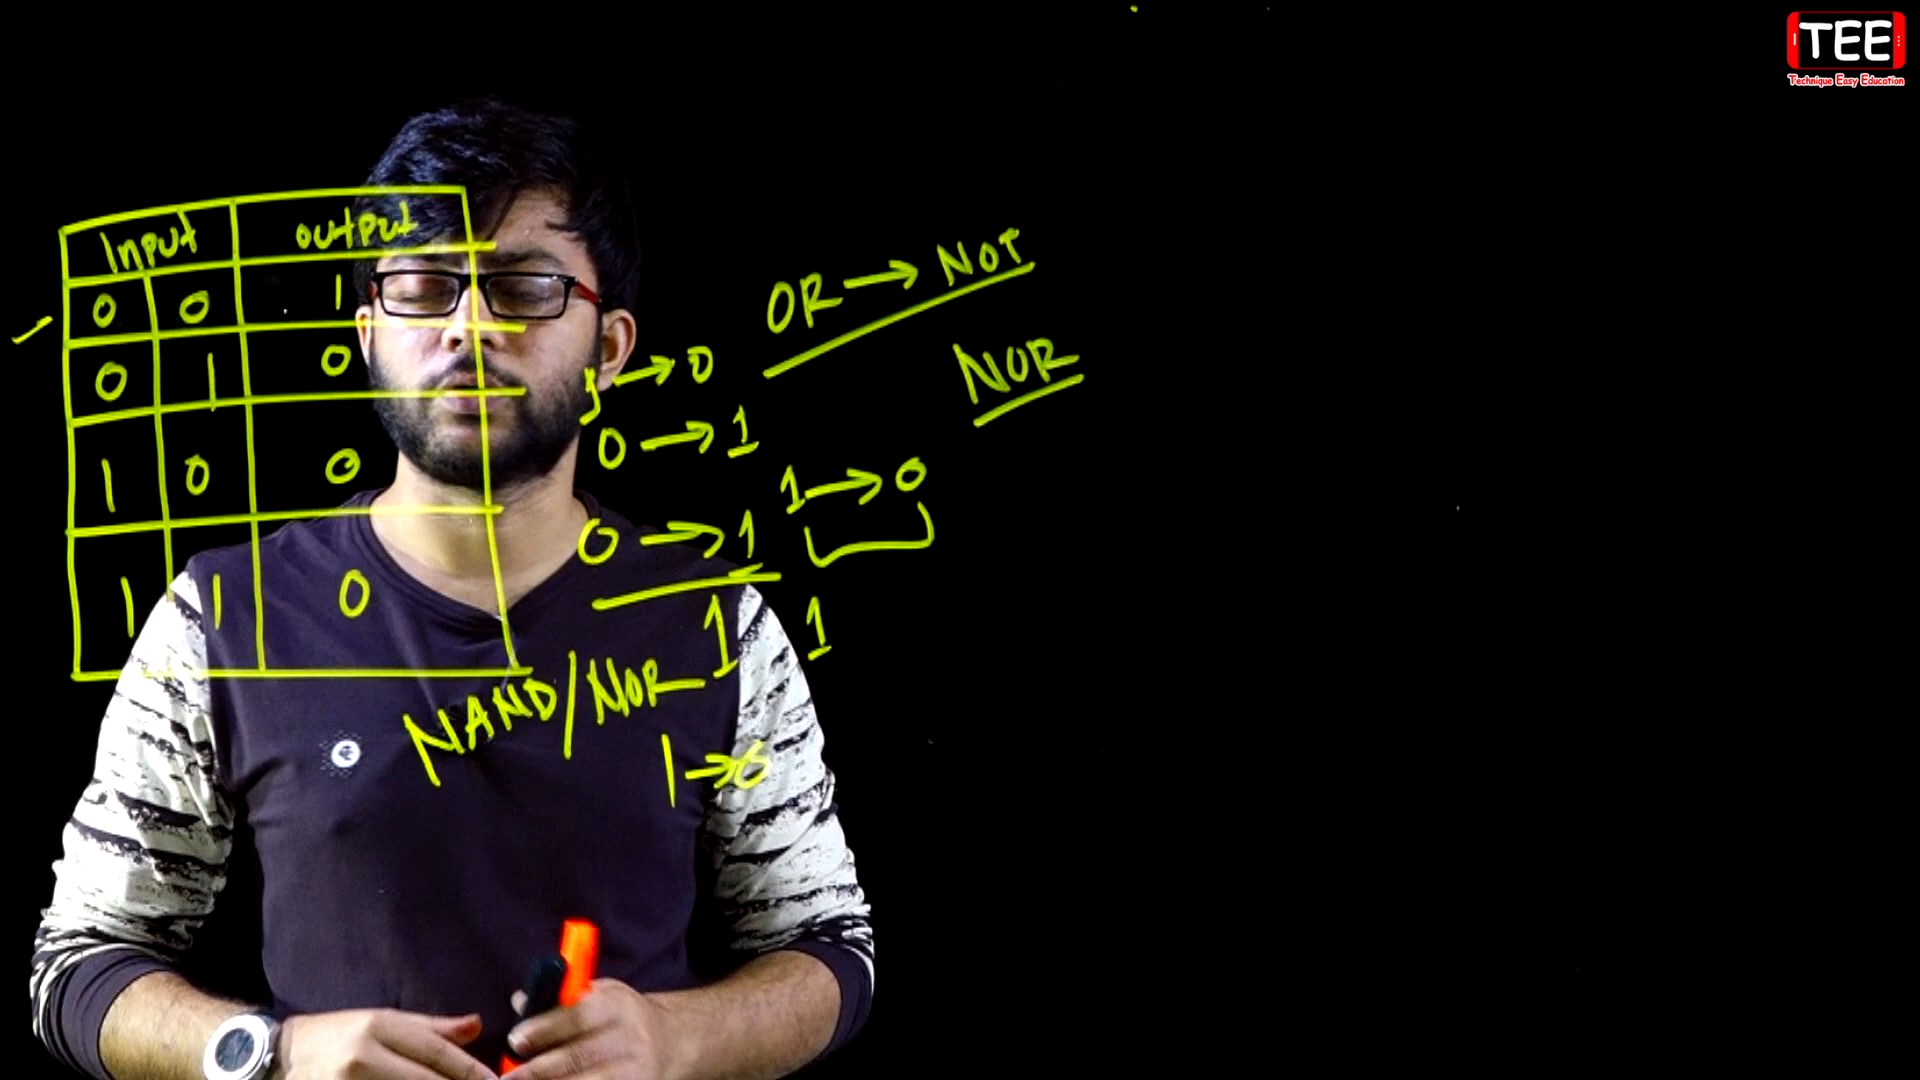 TEE
Technique Easy Education
Input output
0 0 1
0 1 0
1 0 0
1 1 0
OR → NOT
NOR
→ 0
0 → 1
1 → 0
0 → 1
1 1
NAND/NOR
1 → 0